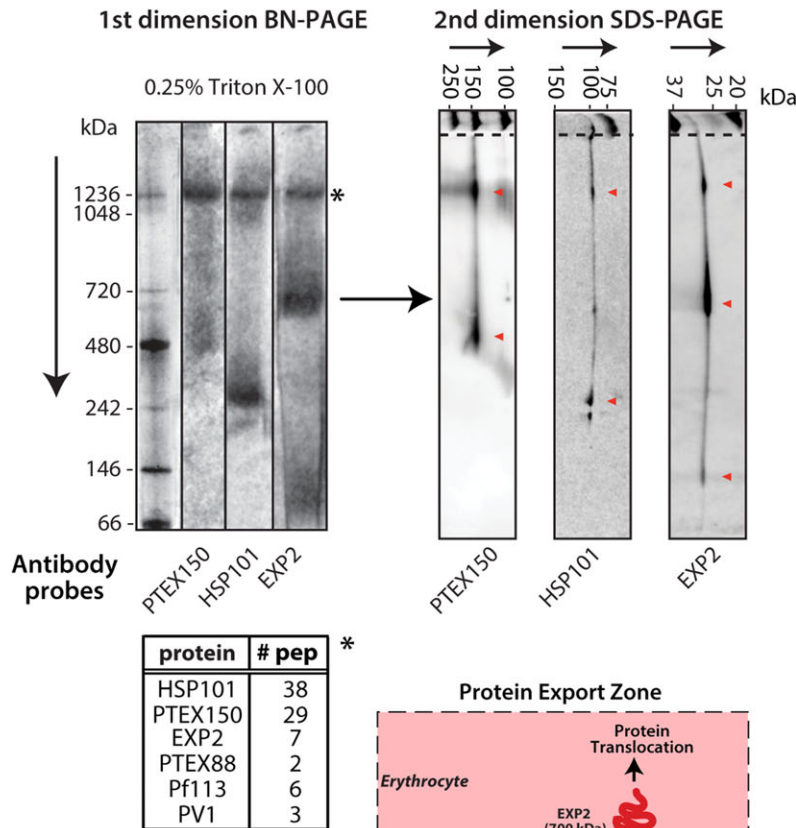 1st dimension BN-PAGE
2nd dimension SDS-PAGE
0.25% Triton X-100
kDa
1236 -
1048 -
720 -
480 -
242 -
146 -
66 -
*
250
150
100
150
100
75
37
25
20
kDa
Antibody
probes
PTEX150
HSP101
EXP2
PTEX150
HSP101
EXP2
protein # pep *
HSP101 38
PTEX150 29
EXP2 7
PTEX88 2
Pf113 6
PV1 3
Protein Export Zone
Protein
Translocation
Erythrocyte
EXP2
(700 kDa)